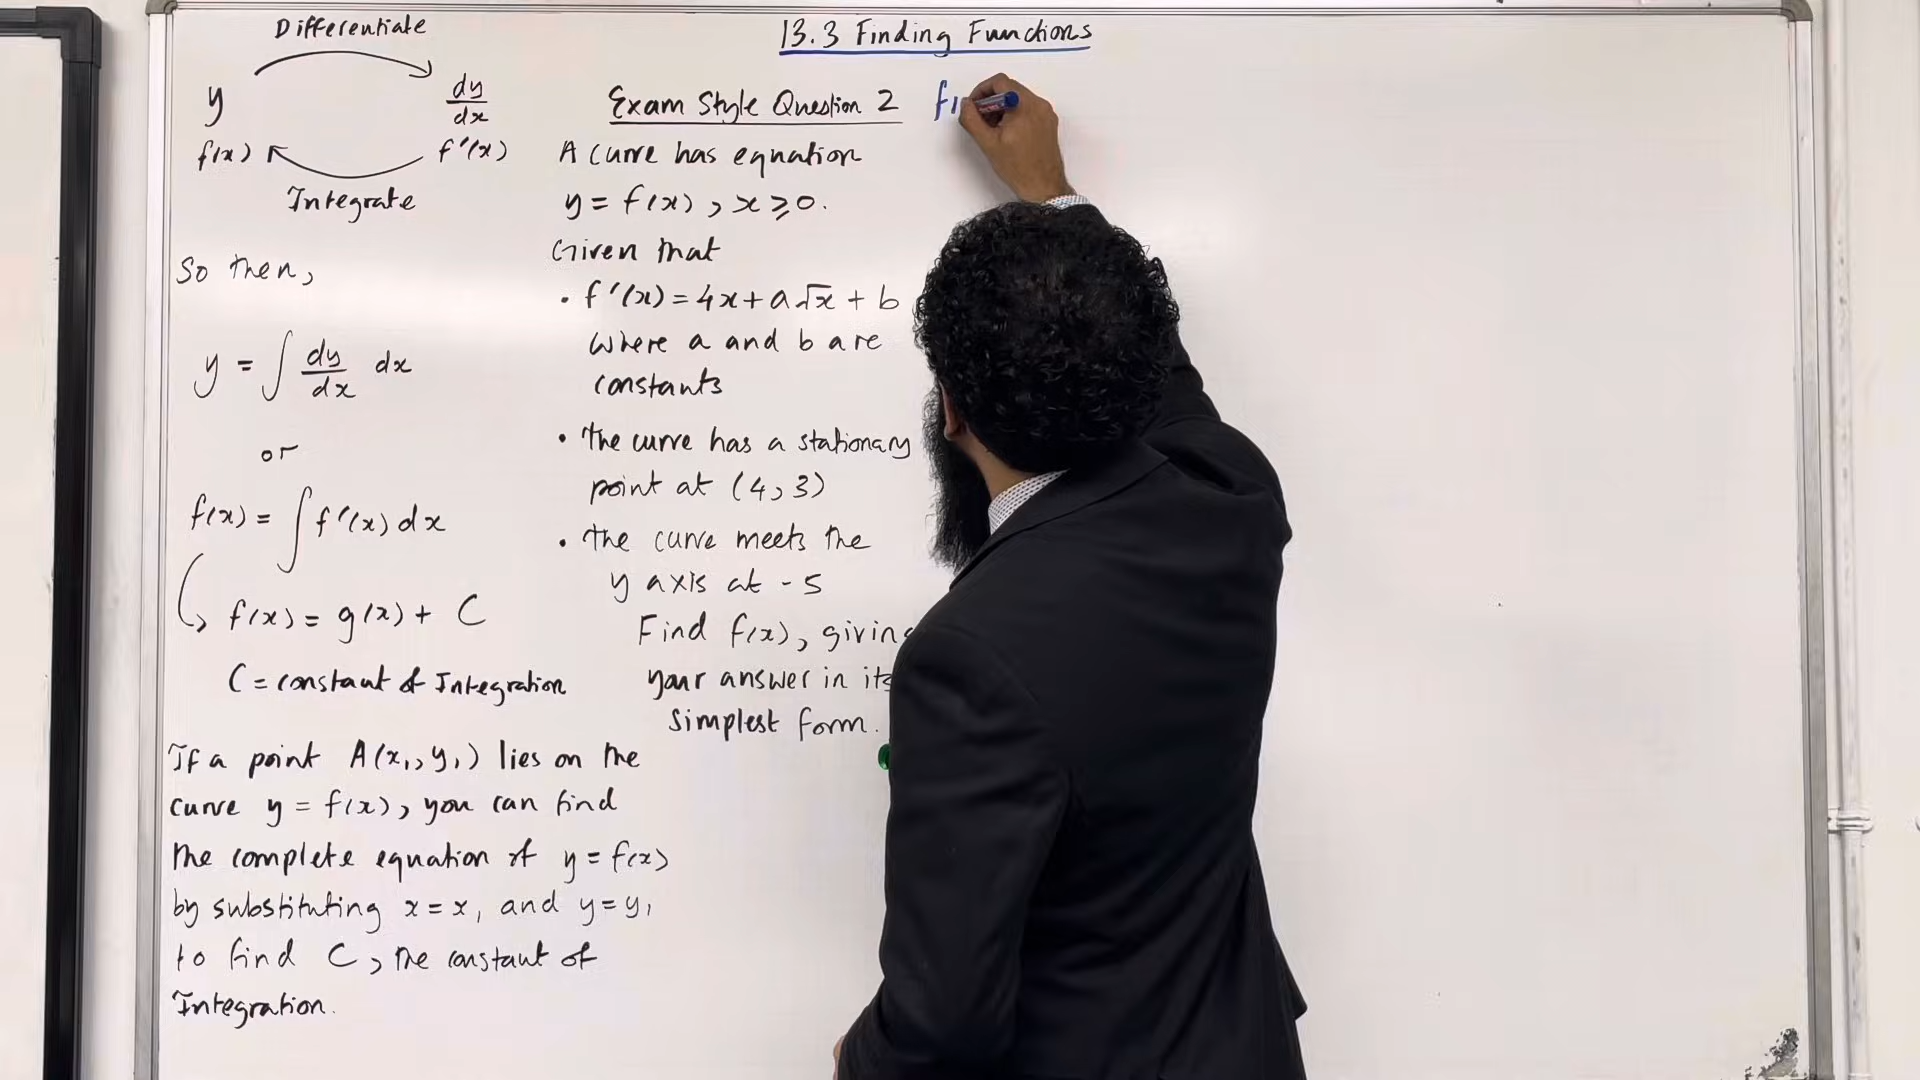 13.3 Finding Functions
Differentiate
y
dy/dx
f(x)
f'(x)
Integrate
So then,
y = ∫ dy/dx dx
or
f(x) = ∫ f'(x) dx
f(x) = g(x) + C
C = constant of Integration
If a point A(x₁, y₁) lies on the
curve y = f(x), you can find
the complete equation of y = f(x)
by substituting x = x₁ and y = y₁
to find C, the constant of
Integration.
Exam Style Question 2
A curve has equation
y = f(x), x ⩾ 0.
Given that
• f'(x) = 4x + a√x + b
where a and b are
constants
• the curve has a stationary
point at (4, 3)
• the curve meets the
y axis at -5
Find f(x), giving
your answer in its
simplest form.